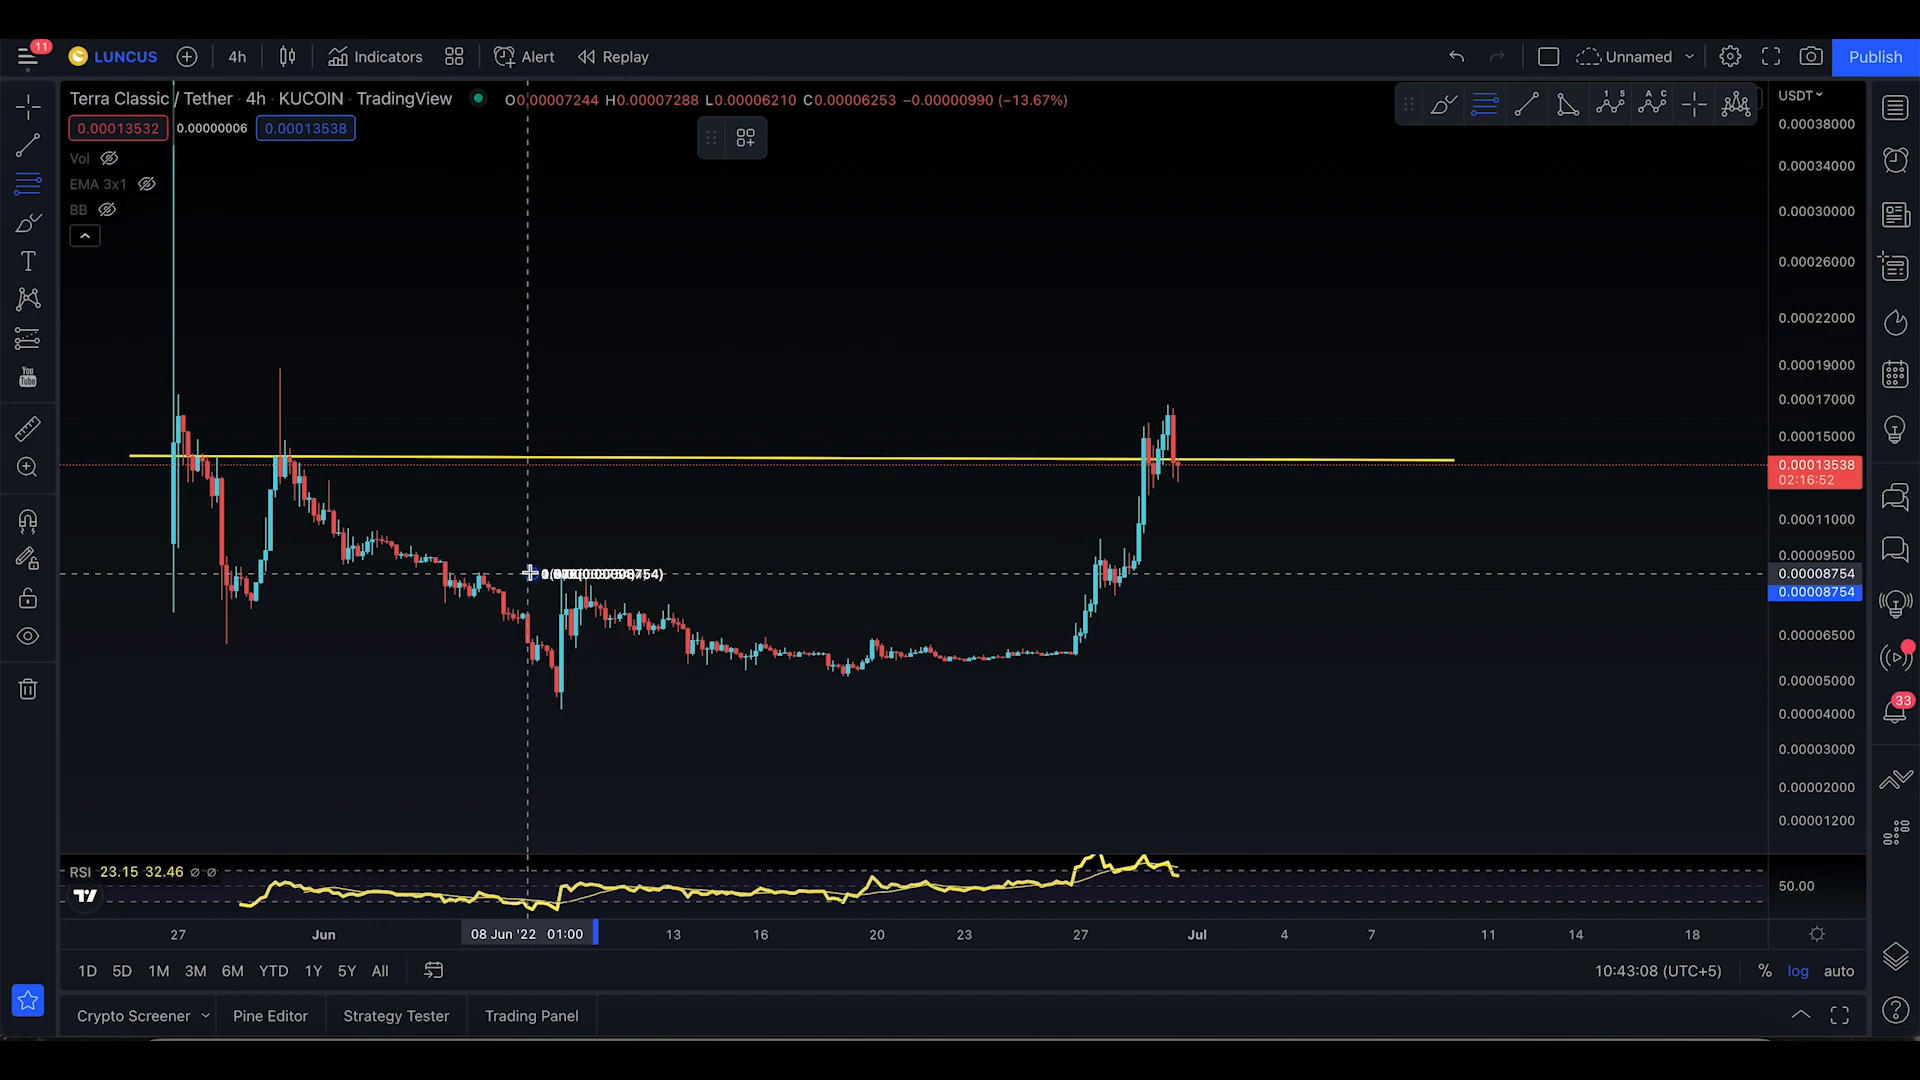 11
LUNCUS
4h
Indicators
Alert
Replay
Unnamed
Publish
Terra Classic / Tether · 4h · KUCOIN · TradingView
O0.00007244 H0.00007288 L0.00006210 C0.00006253 −0.00000990 (−13.67%)
0.00013532
0.00000006
0.00013538
Vol
EMA 3x1
BB
USDT
0.00038000
0.00034000
0.00030000
0.00026000
0.00022000
0.00019000
0.00017000
0.00015000
0.00013538
02:16:52
0.00011000
0.00009500
0.00008754
0.00008754
0.00006500
0.00005000
0.00004000
0.00003000
0.00002000
0.00001200
33
RSI 23.15 32.46
50.00
27
Jun
08 Jun '22 01:00
13
16
20
23
27
Jul
4
7
11
14
18
1D 5D 1M 3M 6M YTD 1Y 5Y All
10:43:08 (UTC+5)
%
log
auto
Crypto Screener
Pine Editor
Strategy Tester
Trading Panel